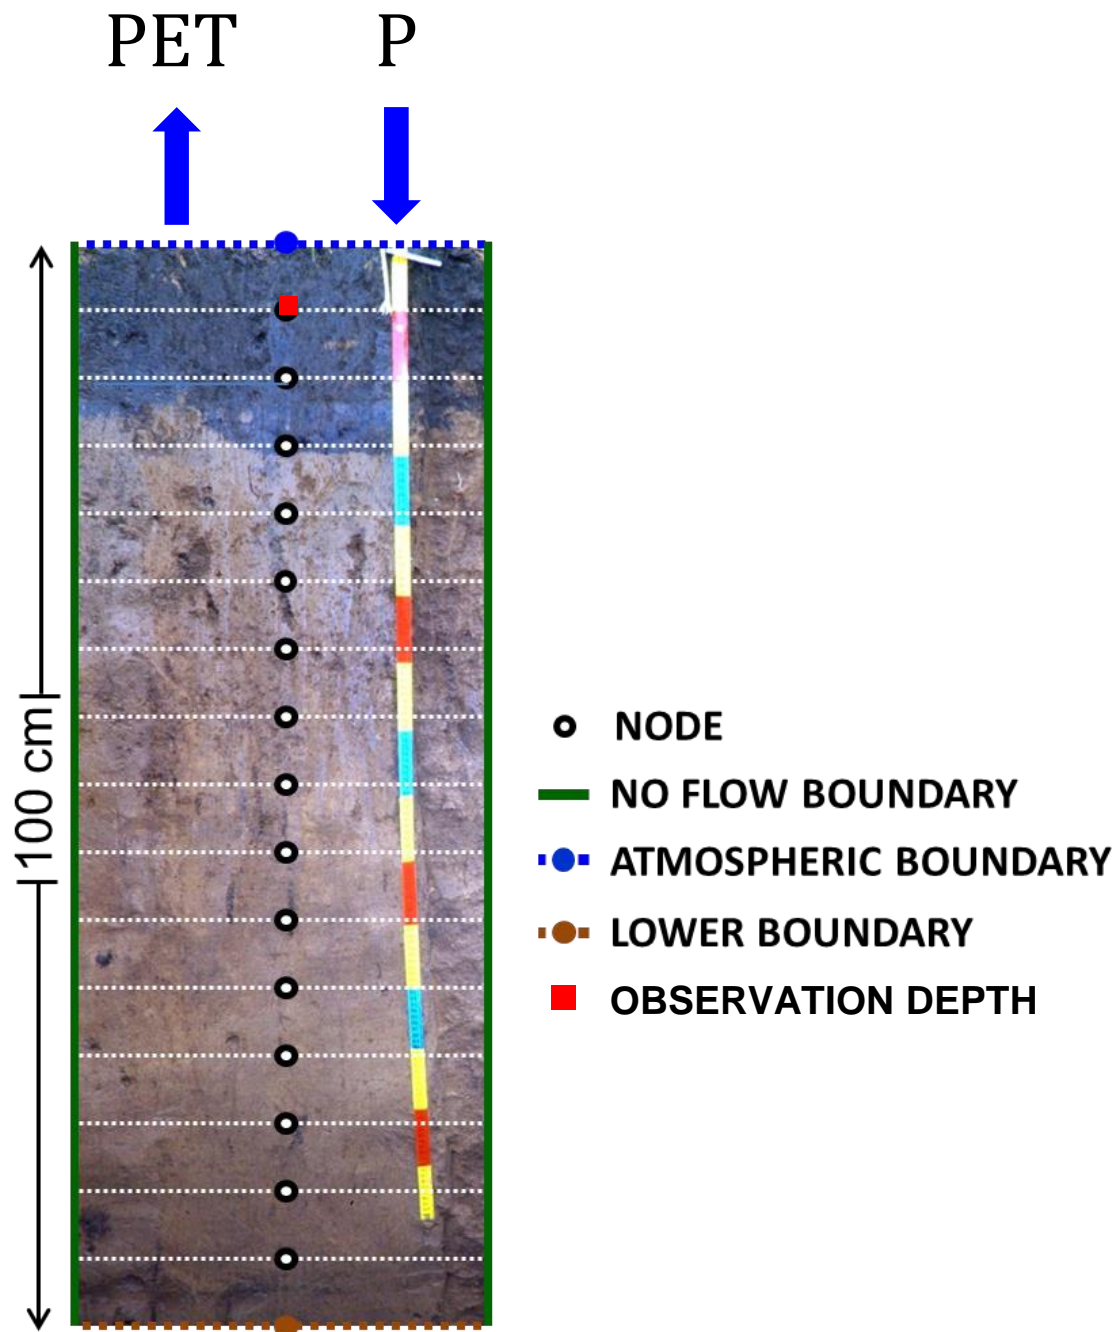 PET P
|100 cm|
NODE
NO FLOW BOUNDARY
ATMOSPHERIC BOUNDARY
LOWER BOUNDARY
OBSERVATION DEPTH